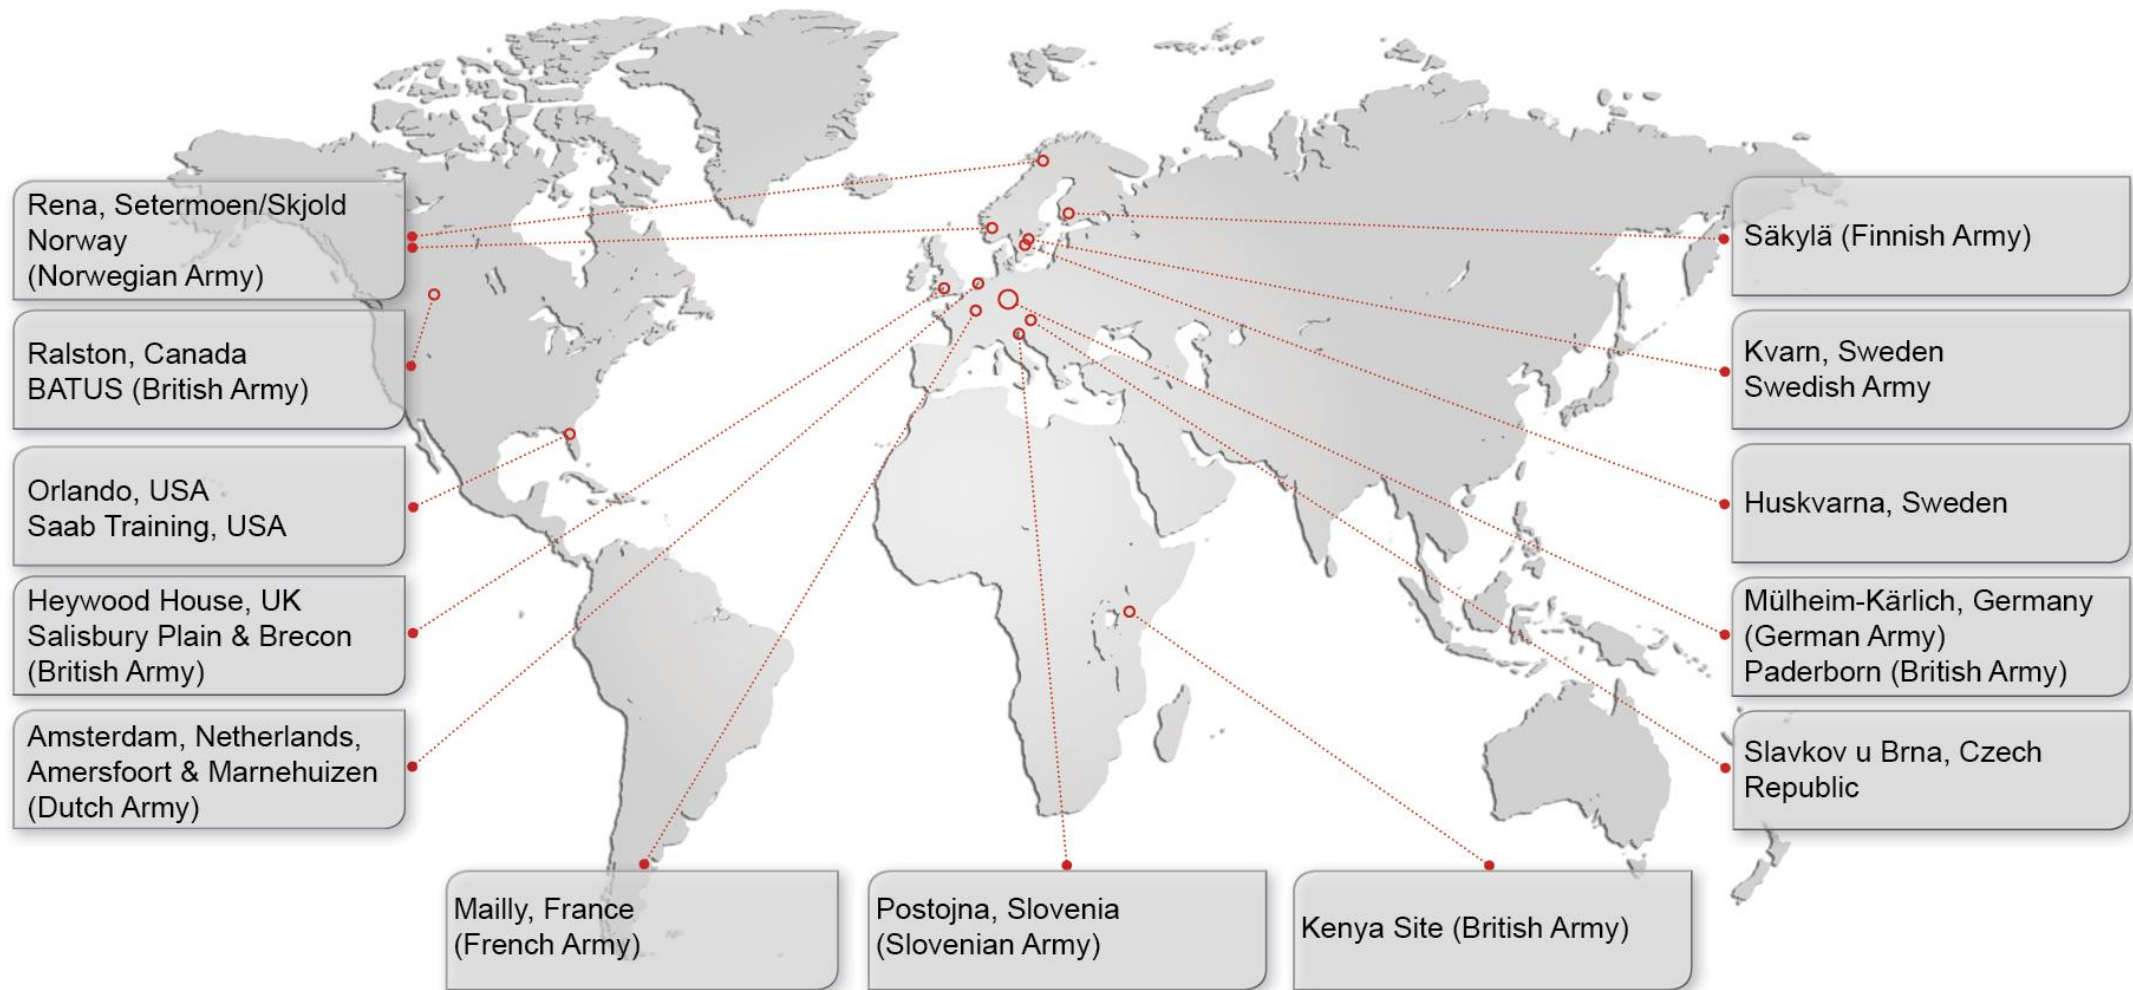 Rena, Setermoen/Skjold
Norway
(Norwegian Army)
Ralston, Canada
BATUS (British Army)
Orlando, USA
Saab Training, USA
Heywood House, UK
Salisbury Plain & Brecon
(British Army)
Amsterdam, Netherlands,
Amersfoort & Marnehuizen
(Dutch Army)
Mailly, France
(French Army)
Postojna, Slovenia
(Slovenian Army)
Kenya Site (British Army)
Säkylä (Finnish Army)
Kvarn, Sweden
Swedish Army
Huskvarna, Sweden
Mülheim-Kärlich, Germany
(German Army)
Paderborn (British Army)
Slavkov u Brna, Czech
Republic